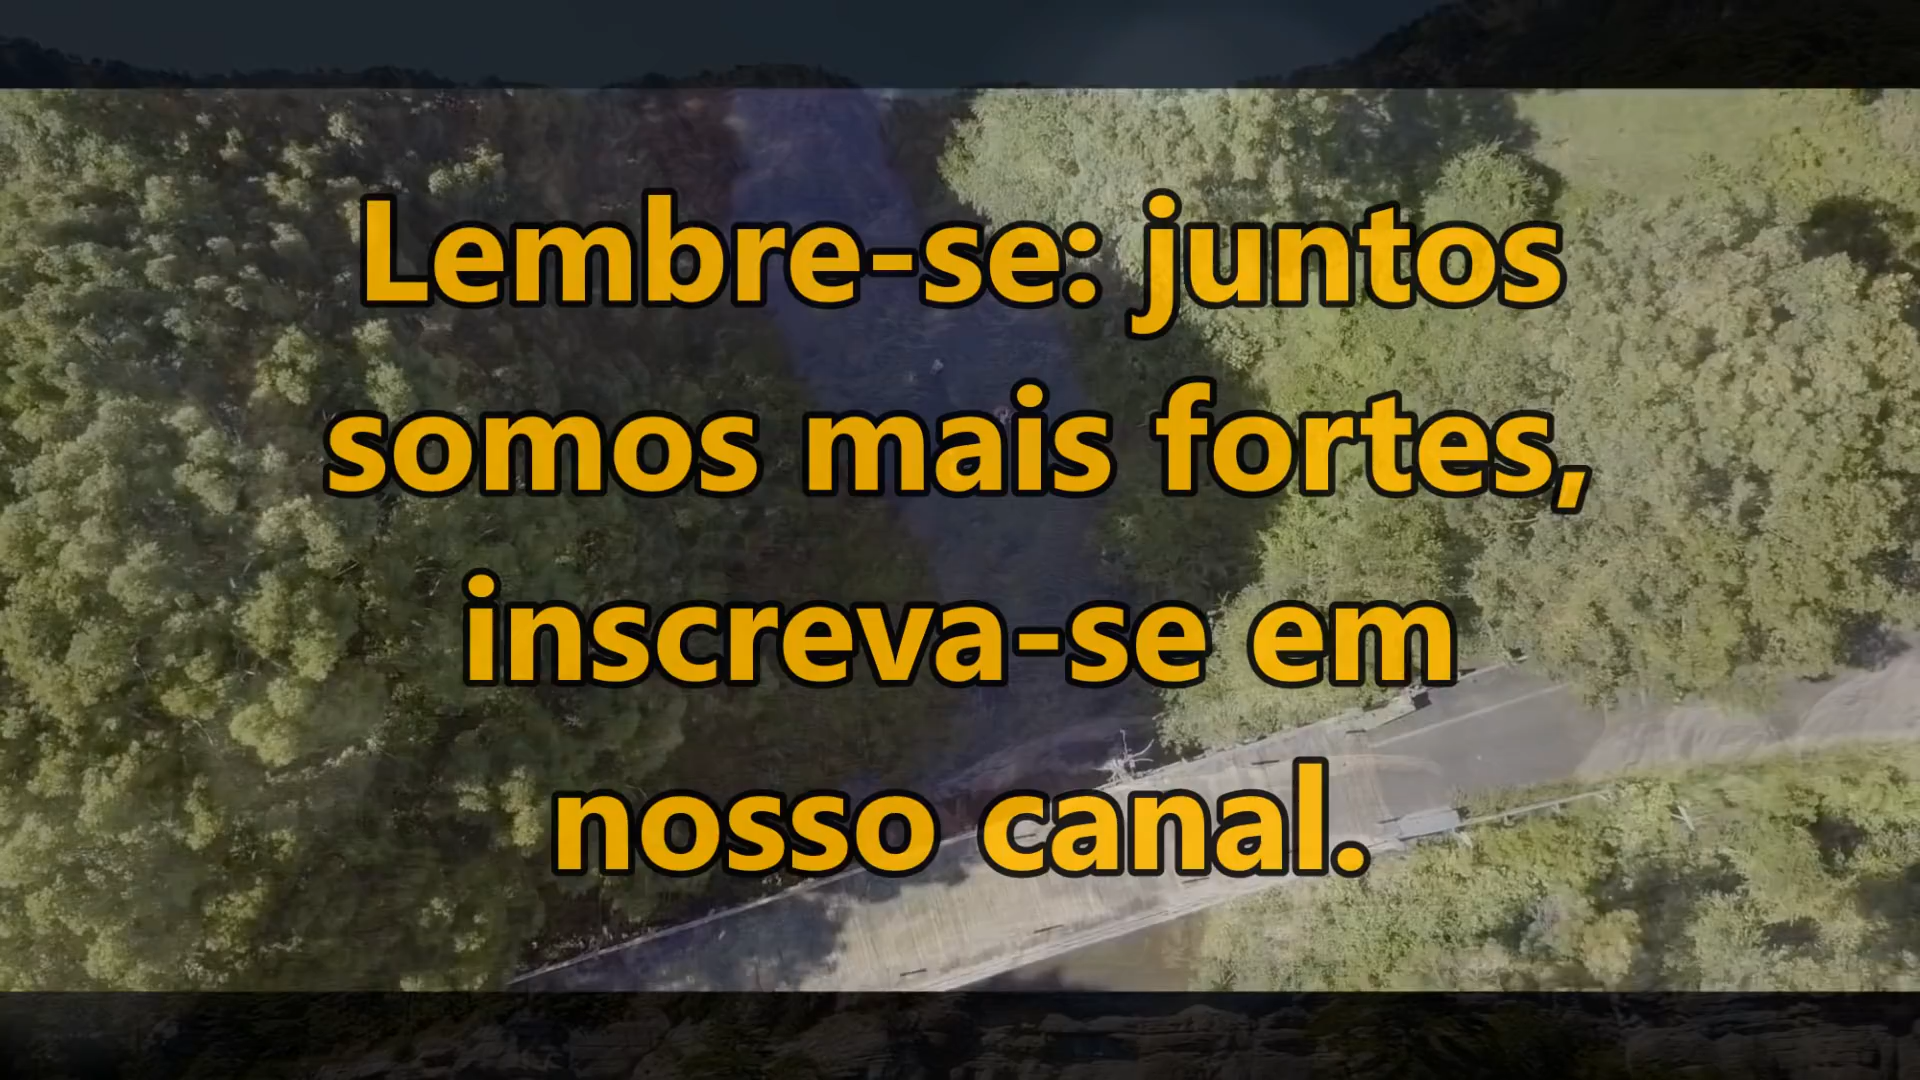 Lembre-se: juntos
somos mais fortes,
inscreva-se em
nosso canal.